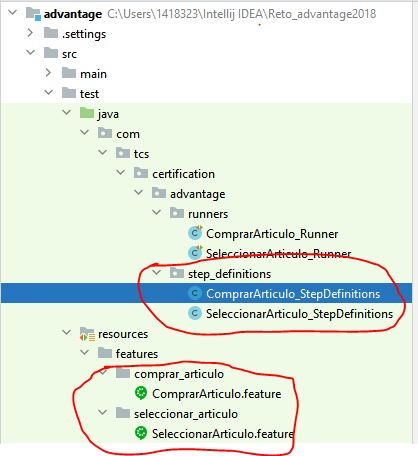 advantage C:\Users\1418323\Intellij IDEA\Reto_advantage2018
.settings
src
main
test
java
com
tcs
certification
advantage
runners
ComprarArticulo_Runner
SeleccionarArticulo_Runner
step_definitions
ComprarArticulo_StepDefinitions
SeleccionarArticulo_StepDefinitions
resources
features
comprar_articulo
ComprarArticulo.feature
seleccionar_articulo
SeleccionarArticulo.feature